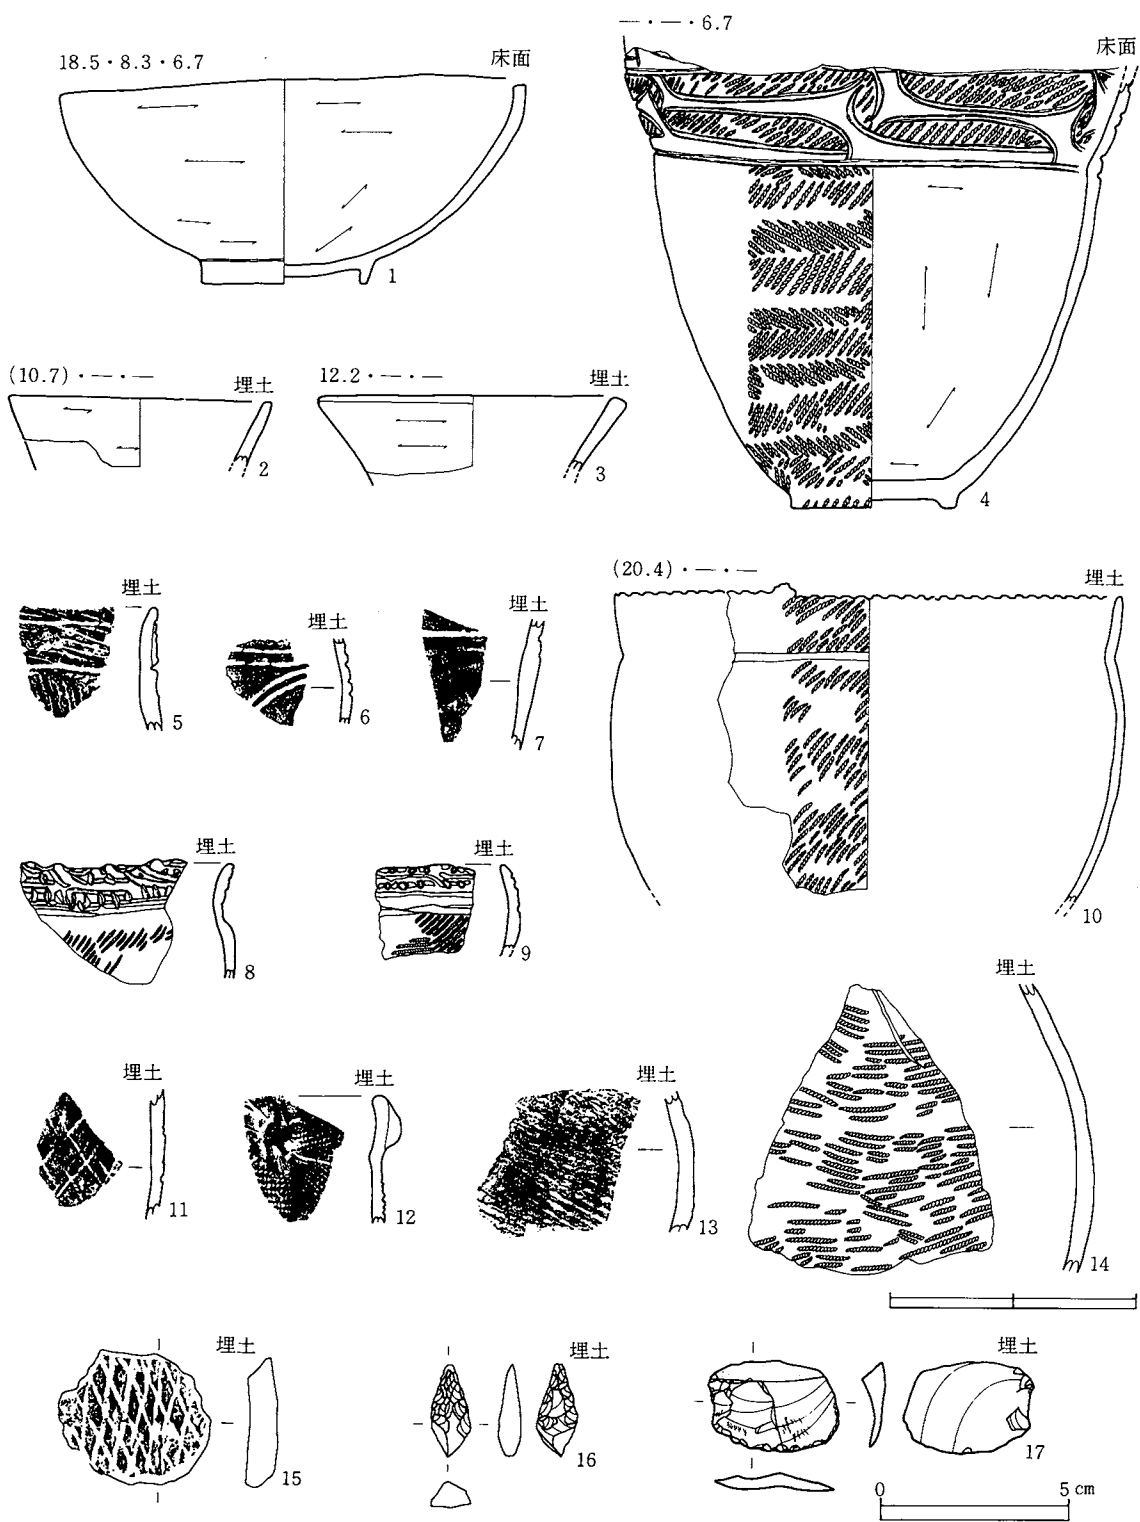 18.5・8.3・6.7
床面
1
—・—・6.7
床面
4
(10.7)・—・—
埋土
2
12.2・—・—
埋土
3
埋土
5
埋土
6
埋土
7
(20.4)・—・—
埋土
10
埋土
8
埋土
9
埋土
11
埋土
12
埋土
13
埋土
14
埋土
15
埋土
16
埋土
17
0 5cm